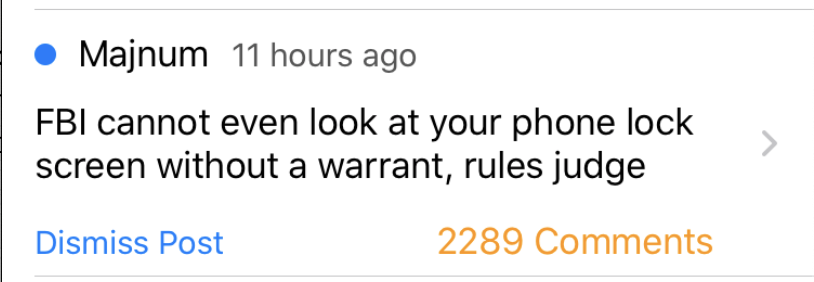 Majnum 11 hours ago
FBI cannot even look at your phone lock
screen without a warrant, rules judge
Dismiss Post 2289 Comments